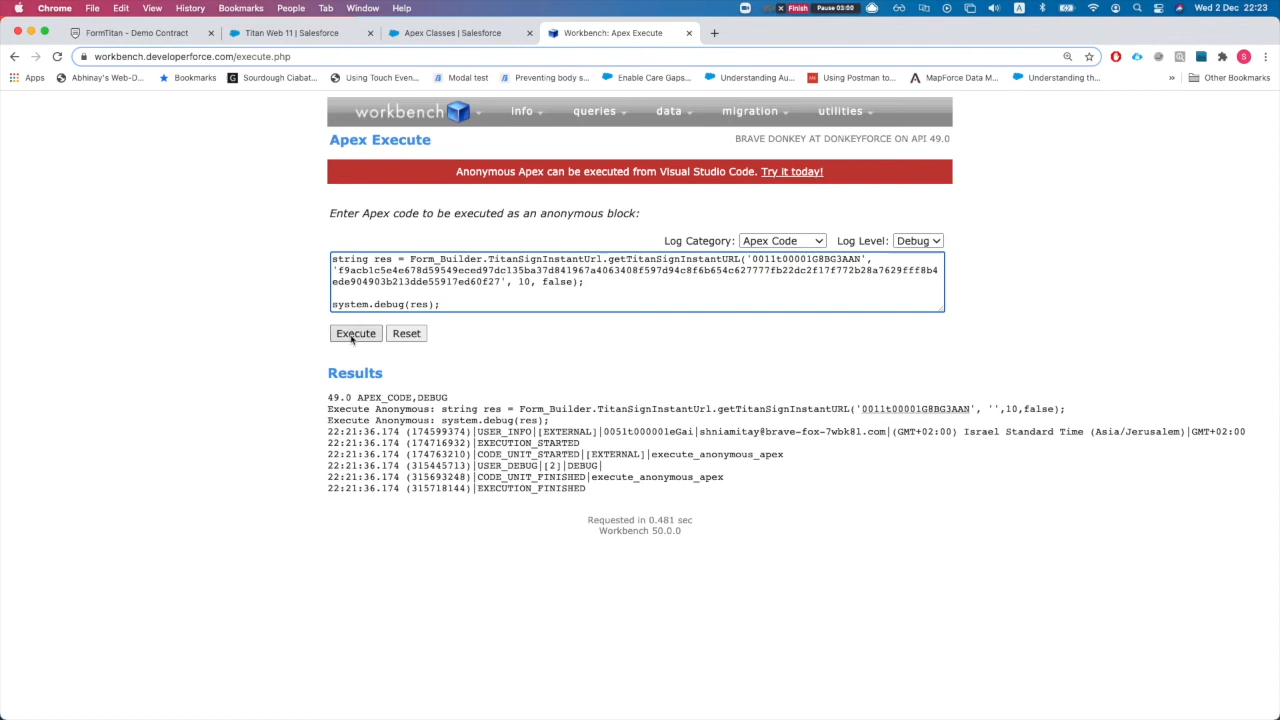 Chrome File Edit View History Bookmarks People Tab Window Help Finish Pause 03:00 A Wed 2 Dec 22:23
FormTitan - Demo Contract Titan Web 11 | Salesforce Apex Classes | Salesforce Workbench: Apex Execute
workbench.developerforce.com/execute.php
Apps Abhinay's Web-D... Bookmarks Sourdough Ciabat... Using Touch Even... Modal test Preventing body s... Enable Care Gaps... Understanding Au... Using Postman to... MapForce Data M... Understanding th... » Other Bookmarks
workbench info queries data migration utilities
Apex Execute BRAVE DONKEY AT DONKEYFORCE ON API 49.0
Anonymous Apex can be executed from Visual Studio Code. Try it today!
Enter Apex code to be executed as an anonymous block:
Log Category: Apex Code Log Level: Debug
string res = Form_Builder.TitanSignInstantUrl.getTitanSignInstantURL('0011t00001G8BG3AAN',
'f9acb1c5e4e678d59549eced97dc135ba37d841967a4063408f597d94c8f6b654c627777fb22dc2f17f772b28a7629fff8b4
ede904903b213dde55917ed60f27', 10, false);
system.debug(res);
Execute Reset
Results
49.0 APEX_CODE,DEBUG
Execute Anonymous: string res = Form_Builder.TitanSignInstantUrl.getTitanSignInstantURL('0011t00001G8BG3AAN', '',10,false);
Execute Anonymous: system.debug(res);
22:21:36.174 (174599374)|USER_INFO|[EXTERNAL]|0051t000001eGai|shniamitay@brave-fox-7wbk81.com|(GMT+02:00) Israel Standard Time (Asia/Jerusalem)|GMT+02:00
22:21:36.174 (174716932)|EXECUTION_STARTED
22:21:36.174 (174763210)|CODE_UNIT_STARTED|[EXTERNAL]|execute_anonymous_apex
22:21:36.174 (315445713)|USER_DEBUG|[2]|DEBUG|
22:21:36.174 (315693248)|CODE_UNIT_FINISHED|execute_anonymous_apex
22:21:36.174 (315718144)|EXECUTION_FINISHED
Requested in 0.481 sec
Workbench 50.0.0